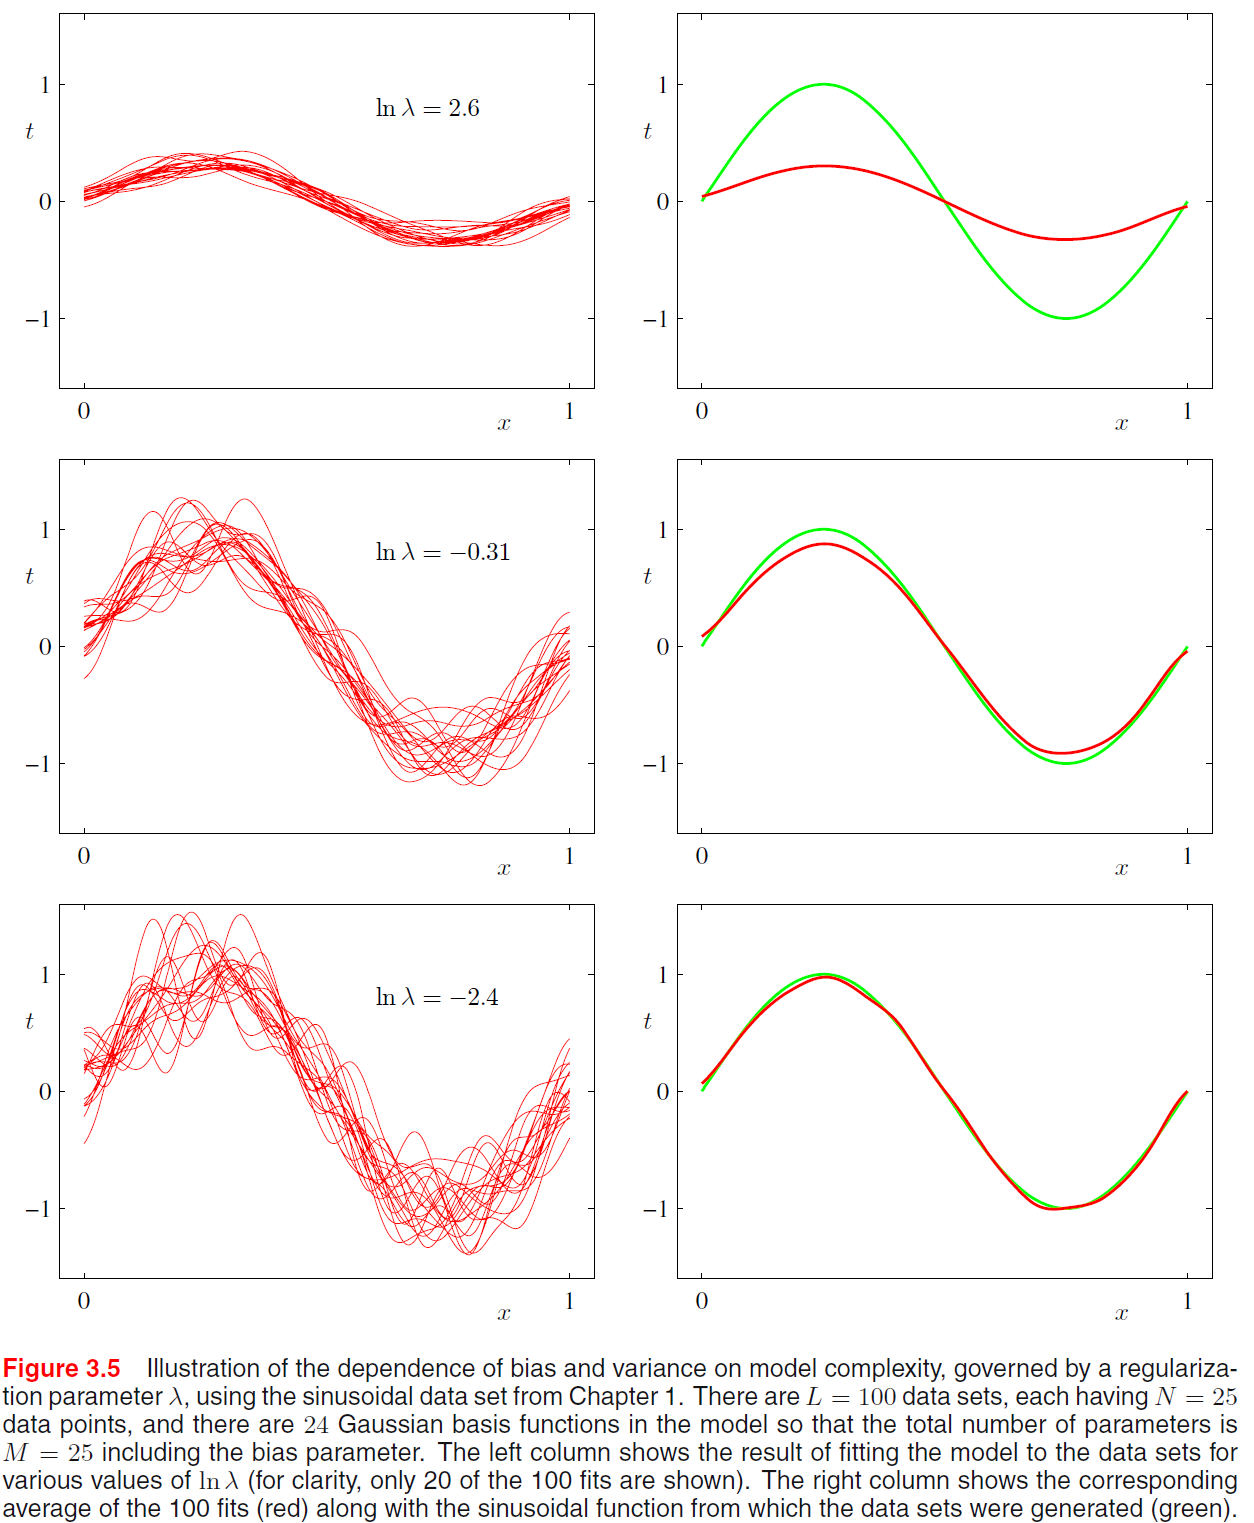 1
t
ln λ = 2.6
0
−1
0
x
1
1
t
0
−1
0
x
1
1
t
ln λ = −0.31
0
−1
0
x
1
1
t
0
−1
0
x
1
1
t
ln λ = −2.4
0
−1
0
x
1
1
t
0
−1
0
x
1
Figure 3.5 Illustration of the dependence of bias and variance on model complexity, governed by a regulariza-
tion parameter λ, using the sinusoidal data set from Chapter 1. There are L = 100 data sets, each having N = 25
data points, and there are 24 Gaussian basis functions in the model so that the total number of parameters is
M = 25 including the bias parameter. The left column shows the result of fitting the model to the data sets for
various values of ln λ (for clarity, only 20 of the 100 fits are shown). The right column shows the corresponding
average of the 100 fits (red) along with the sinusoidal function from which the data sets were generated (green).